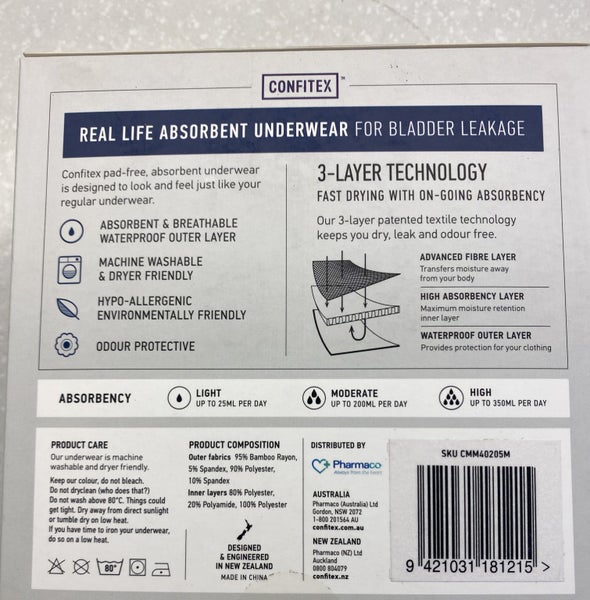 CONFITEX™
REAL LIFE ABSORBENT UNDERWEAR FOR BLADDER LEAKAGE
Confitex pad-free, absorbent underwear
is designed to look and feel just like your
regular underwear.
ABSORBENT & BREATHABLE
WATERPROOF OUTER LAYER
MACHINE WASHABLE
& DRYER FRIENDLY
HYPO-ALLERGENIC
ENVIRONMENTALLY FRIENDLY
ODOUR PROTECTIVE
3-LAYER TECHNOLOGY
FAST DRYING WITH ON-GOING ABSORBENCY
Our 3-layer patented textile technology
keeps you dry, leak and odour free.
ADVANCED FIBRE LAYER
Transfers moisture away
from your body
HIGH ABSORBENCY LAYER
Maximum moisture retention
inner layer
WATERPROOF OUTER LAYER
Provides protection for your clothing
ABSORBENCY
LIGHT
UP TO 25ML PER DAY
MODERATE
UP TO 200ML PER DAY
HIGH
UP TO 350ML PER DAY
PRODUCT CARE
Our underwear is machine
washable and dryer friendly.
Keep our colour, do not bleach.
Do not dryclean (who does that?)
Do not wash above 80°C. Things could
get tight. Dry away from direct sunlight
or tumble dry on low heat.
If you have time to iron your underwear,
do so on a low heat.
80°
PRODUCT COMPOSITION
Outer fabrics 95% Bamboo Rayon,
5% Spandex, 90% Polyester,
10% Spandex
Inner layers 80% Polyester,
20% Polyamide, 100% Polyester
DESIGNED
& ENGINEERED
IN NEW ZEALAND
MADE IN CHINA
DISTRIBUTED BY
Pharmaco
Always from the heart
AUSTRALIA
Pharmaco (Australia) Ltd
Gordon, NSW 2072
1-800 201564 AU
confitex.com.au
NEW ZEALAND
Pharmaco (NZ) Ltd
Auckland
0800 804079
confitex.nz
SKU CMM40205M
9 421031 181215 >